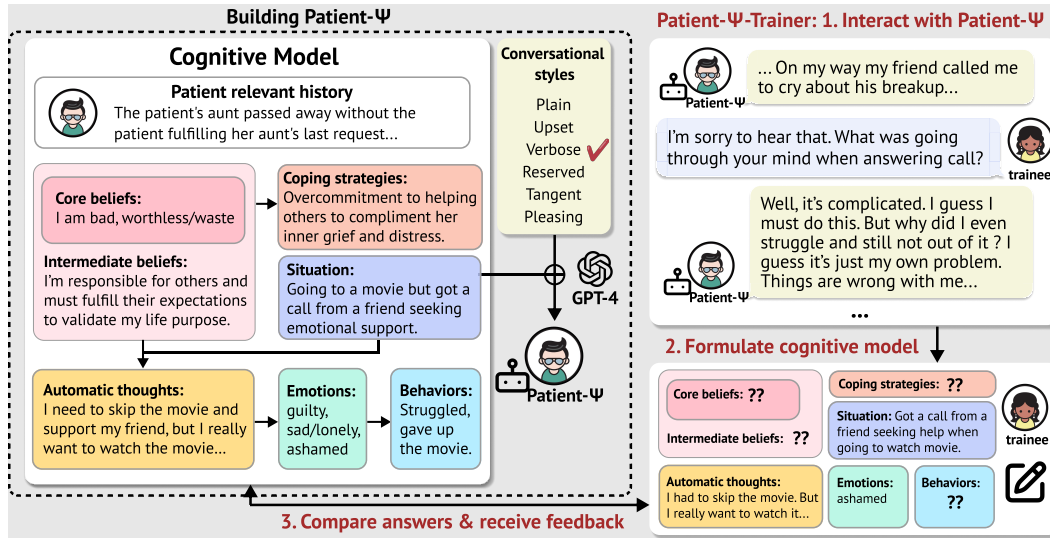 Building Patient-Ψ
Cognitive Model
Patient relevant history
The patient's aunt passed away without the
patient fulfilling her aunt's last request...
Core beliefs:
I am bad, worthless/waste
Intermediate beliefs:
I'm responsible for others and
must fulfill their expectations
to validate my life purpose.
Coping strategies:
Overcommitment to helping
others to compliment her
inner grief and distress.
Situation:
Going to a movie but got a
call from a friend seeking
emotional support.
Automatic thoughts:
I need to skip the movie and
support my friend, but I really
want to watch the movie...
Emotions:
guilty,
sad/lonely,
ashamed
Behaviors:
Struggled,
gave up
the movie.
Conversational
styles
Plain
Upset
Verbose
Reserved
Tangent
Pleasing
GPT-4
Patient-Ψ
Patient-Ψ-Trainer: 1. Interact with Patient-Ψ
... On my way my friend called me
to cry about his breakup...
Patient-Ψ
I'm sorry to hear that. What was going
through your mind when answering call?
trainee
Well, it's complicated. I guess I
must do this. But why did I even
struggle and still not out of it ? I
guess it's just my own problem.
Things are wrong with me...
Patient-Ψ
...
2. Formulate cognitive model
Core beliefs: ??
Intermediate beliefs: ??
Coping strategies: ??
Situation: Got a call from a
friend seeking help when
going to watch movie.
trainee
Automatic thoughts:
I had to skip the movie. But
I really want to watch it...
Emotions:
ashamed
Behaviors:
??
3. Compare answers & receive feedback